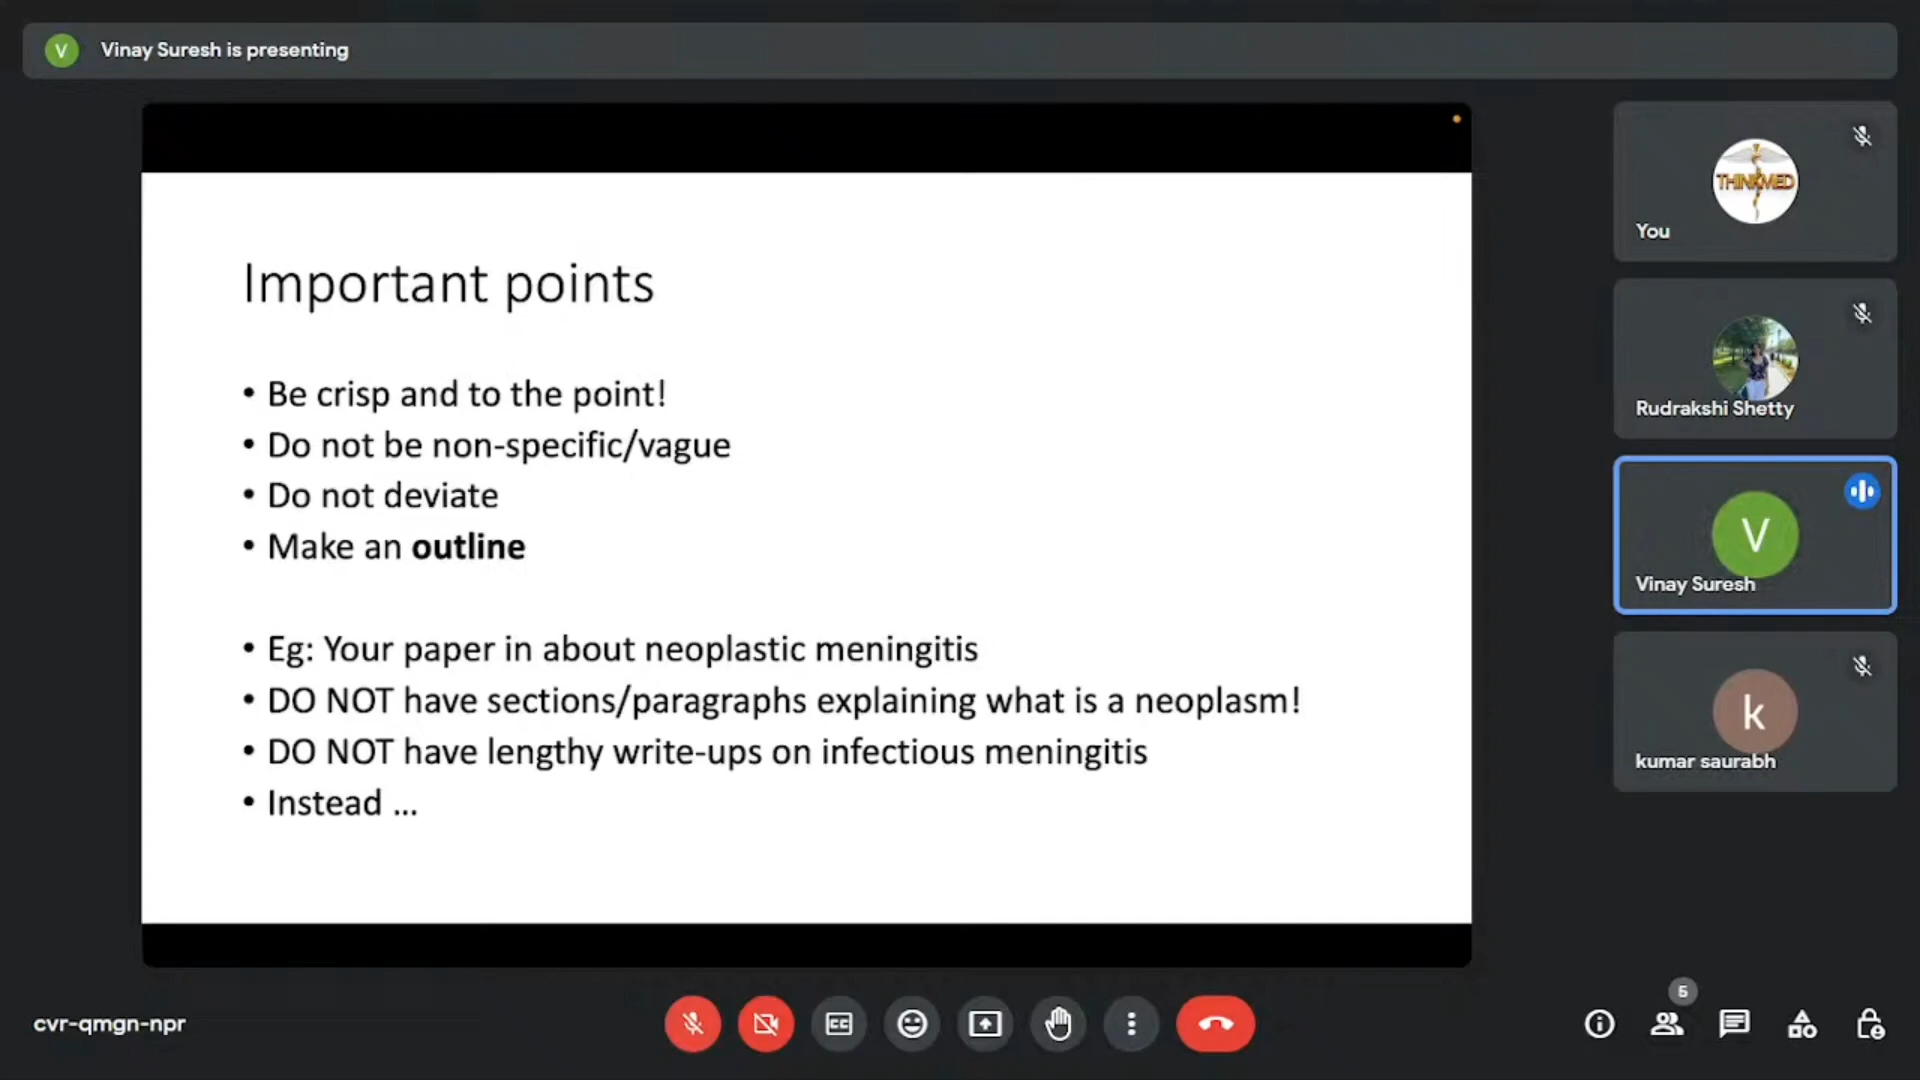 V Vinay Suresh is presenting
Important points
• Be crisp and to the point!
• Do not be non-specific/vague
• Do not deviate
• Make an outline
• Eg: Your paper in about neoplastic meningitis
• DO NOT have sections/paragraphs explaining what is a neoplasm!
• DO NOT have lengthy write-ups on infectious meningitis
• Instead ...
THINKMED
You
Rudrakshi Shetty
V
Vinay Suresh
k
kumar saurabh
cvr-qmgn-npr
CC
5